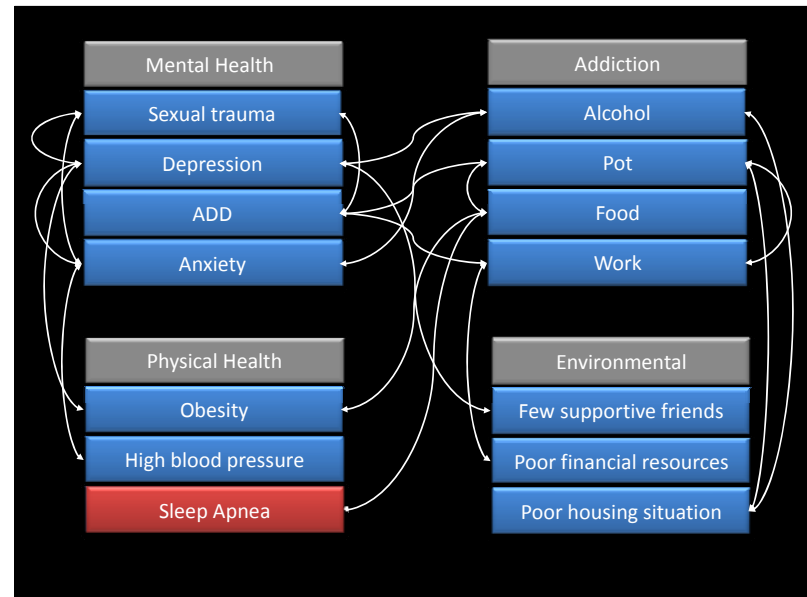 Mental Health
Sexual trauma
Depression
ADD
Anxiety
Addiction
Alcohol
Pot
Food
Work
Physical Health
Obesity
High blood pressure
Sleep Apnea
Environmental
Few supportive friends
Poor financial resources
Poor housing situation